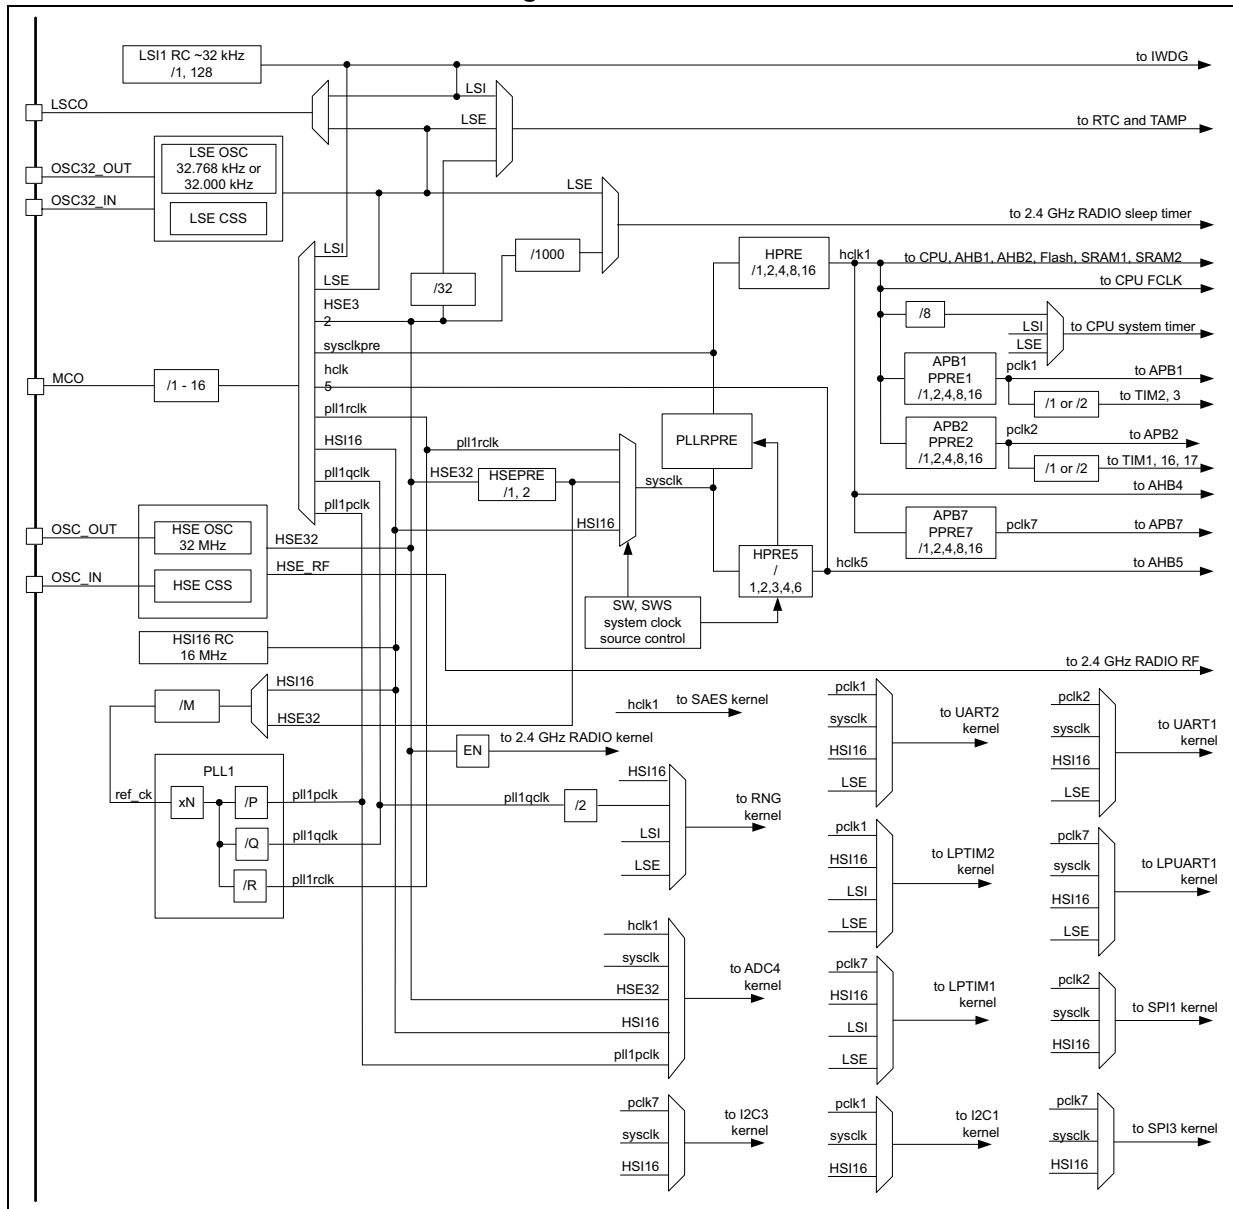 LSI1 RC ~32 kHz
/1, 128
to IWDG
LSCO
LSI
LSE
to RTC and TAMP
OSC32_OUT
OSC32_IN
LSE OSC
32.768 kHz or
32.000 kHz
LSE CSS
LSE
to 2.4 GHz RADIO sleep timer
/1000
/32
LSI
LSE
HSE3
2
sysclkpre
hclk
5
pll1rclk
HSI16
pll1qclk
pll1pclk
MCO
/1 - 16
HPRE
/1,2,4,8,16
hclk1
to CPU, AHB1, AHB2, Flash, SRAM1, SRAM2
to CPU FCLK
/8
LSI
LSE
to CPU system timer
APB1
PPRE1
/1,2,4,8,16
pclk1
to APB1
/1 or /2
to TIM2, 3
APB2
PPRE2
/1,2,4,8,16
pclk2
to APB2
/1 or /2
to TIM1, 16, 17
to AHB4
APB7
PPRE7
/1,2,4,8,16
pclk7
to APB7
PLLRPRE
pll1rclk
HSE32
HSEPRE
/1, 2
HSI16
sysclk
HPRE5
/
1,2,3,4,6
hclk5
to AHB5
SW, SWS
system clock
source control
OSC_OUT
OSC_IN
HSE OSC
32 MHz
HSE CSS
HSE32
HSE_RF
to 2.4 GHz RADIO RF
HSI16 RC
16 MHz
/M
HSI16
HSE32
EN
to 2.4 GHz RADIO kernel
hclk1
to SAES kernel
PLL1
ref_ck
xN
/P
pll1pclk
/Q
pll1qclk
/R
pll1rclk
HSI16
pll1qclk
/2
LSI
LSE
to RNG
kernel
hclk1
sysclk
HSE32
HSI16
pll1pclk
to ADC4
kernel
pclk7
sysclk
HSI16
to I2C3
kernel
pclk1
sysclk
HSI16
LSE
to UART2
kernel
pclk1
HSI16
LSI
LSE
to LPTIM2
kernel
pclk7
HSI16
LSI
LSE
to LPTIM1
kernel
pclk1
sysclk
HSI16
to I2C1
kernel
pclk2
sysclk
HSI16
LSE
to UART1
kernel
pclk7
sysclk
HSI16
LSE
to LPUART1
kernel
pclk2
sysclk
HSI16
to SPI1 kernel
pclk7
sysclk
HSI16
to SPI3 kernel